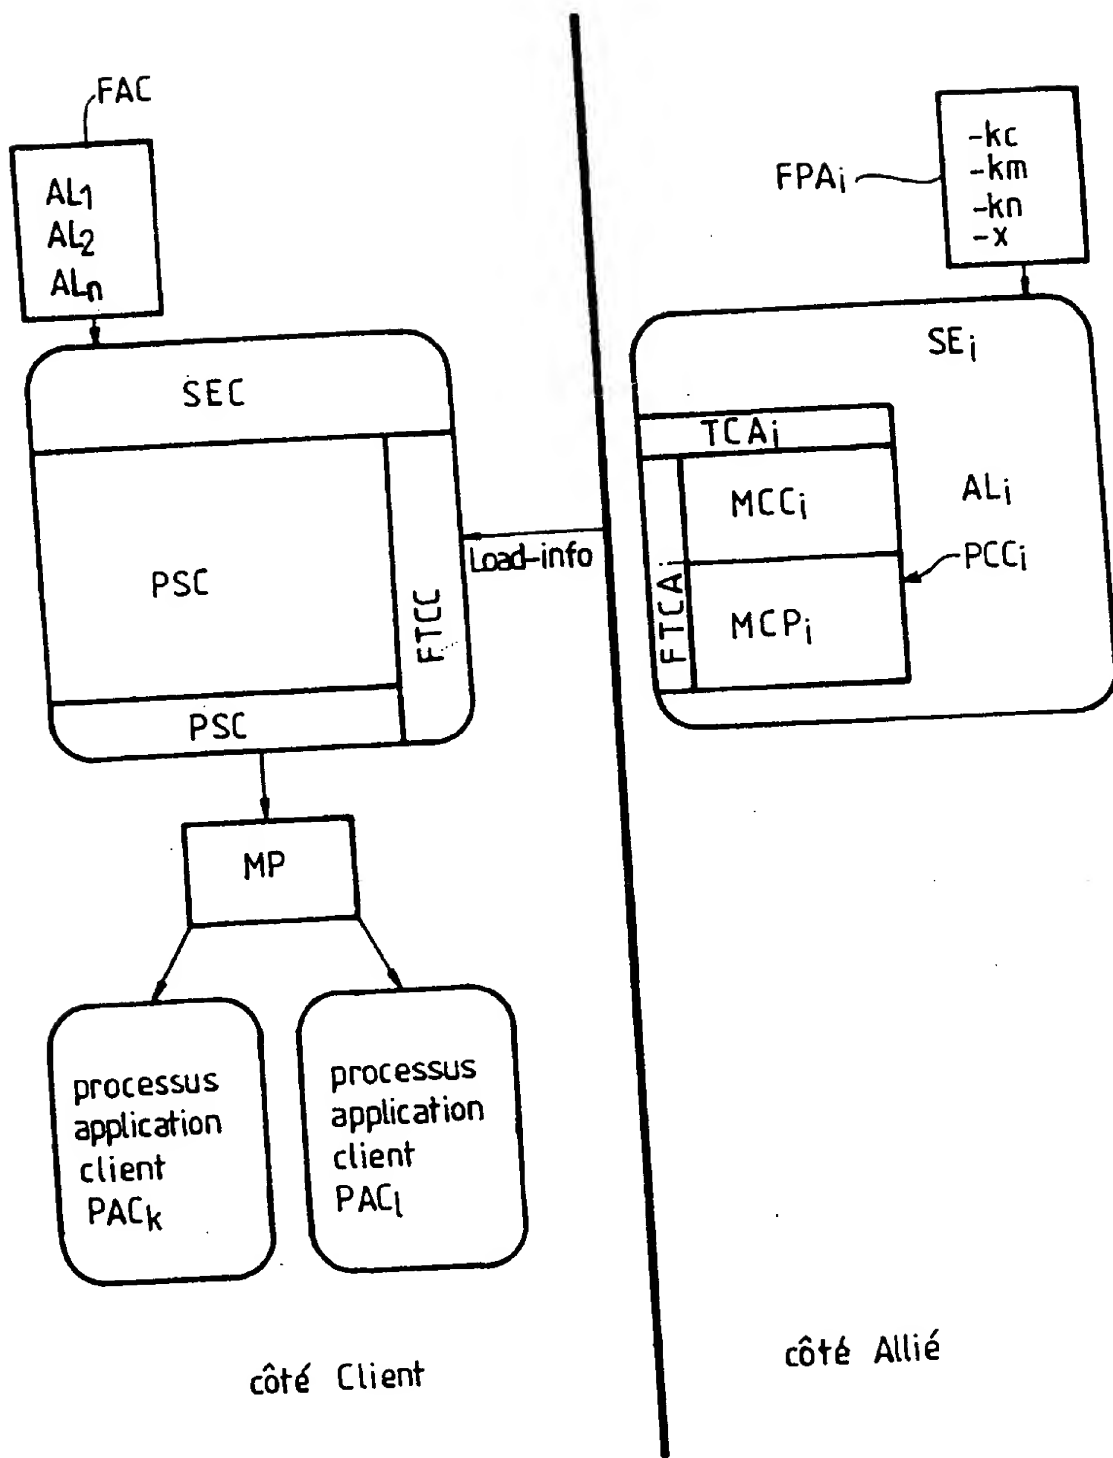 FAC
AL1
AL2
ALn
SEC
PSC
FTCC
PSC
MP
processus
application
client
PACk
processus
application
client
PACl
côté Client
Load-info
FPAi
-kc
-km
-kn
-x
SEi
TCAi
MCCi
ALi
PCCi
FTCAi
MCPi
côté Allié